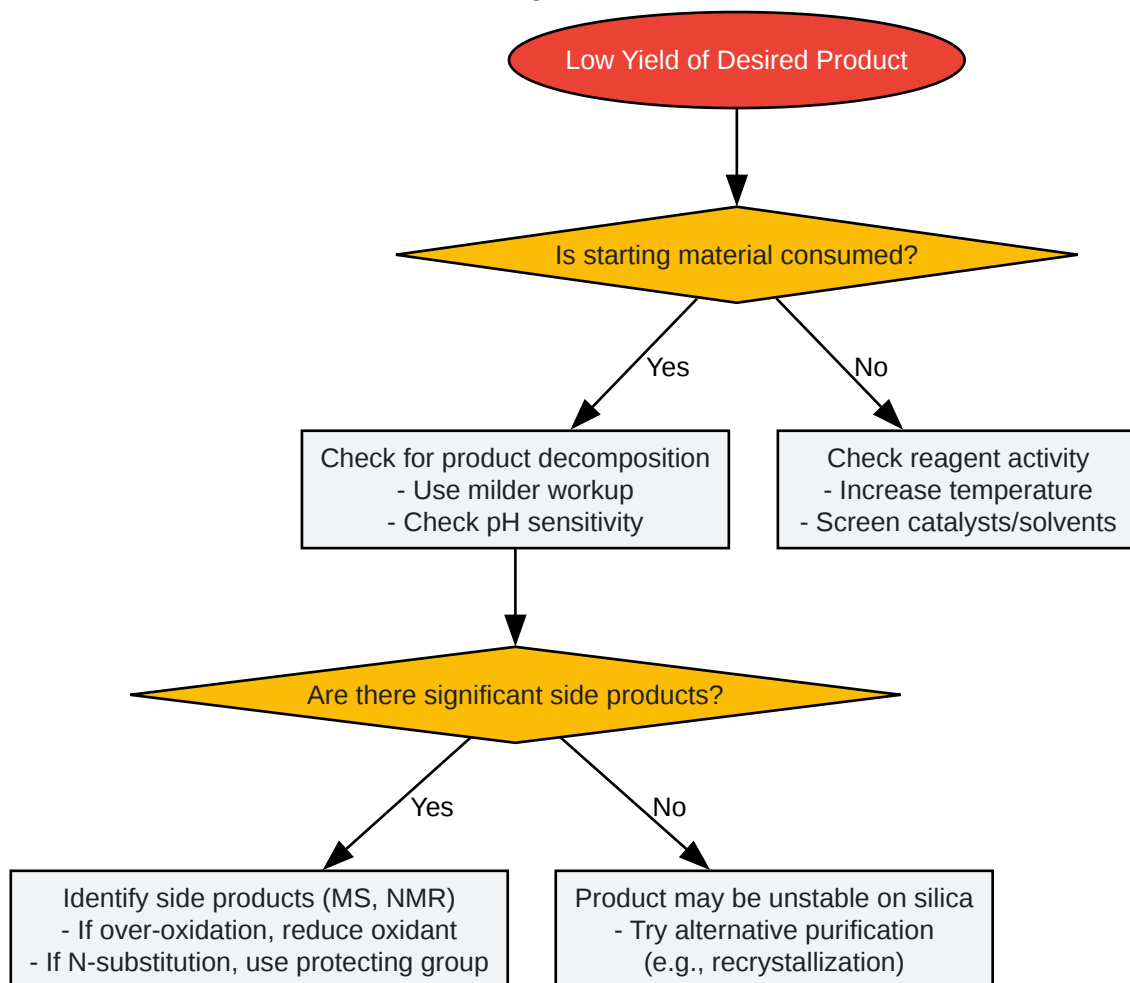 Low Yield of Desired Product
Is starting material consumed?
Yes
No
Check for product decomposition
- Use milder workup
- Check pH sensitivity
Check reagent activity
- Increase temperature
- Screen catalysts/solvents
Are there significant side products?
Yes
No
Identify side products (MS, NMR)
- If over-oxidation, reduce oxidant
- If N-substitution, use protecting group
Product may be unstable on silica
- Try alternative purification
(e.g., recrystallization)